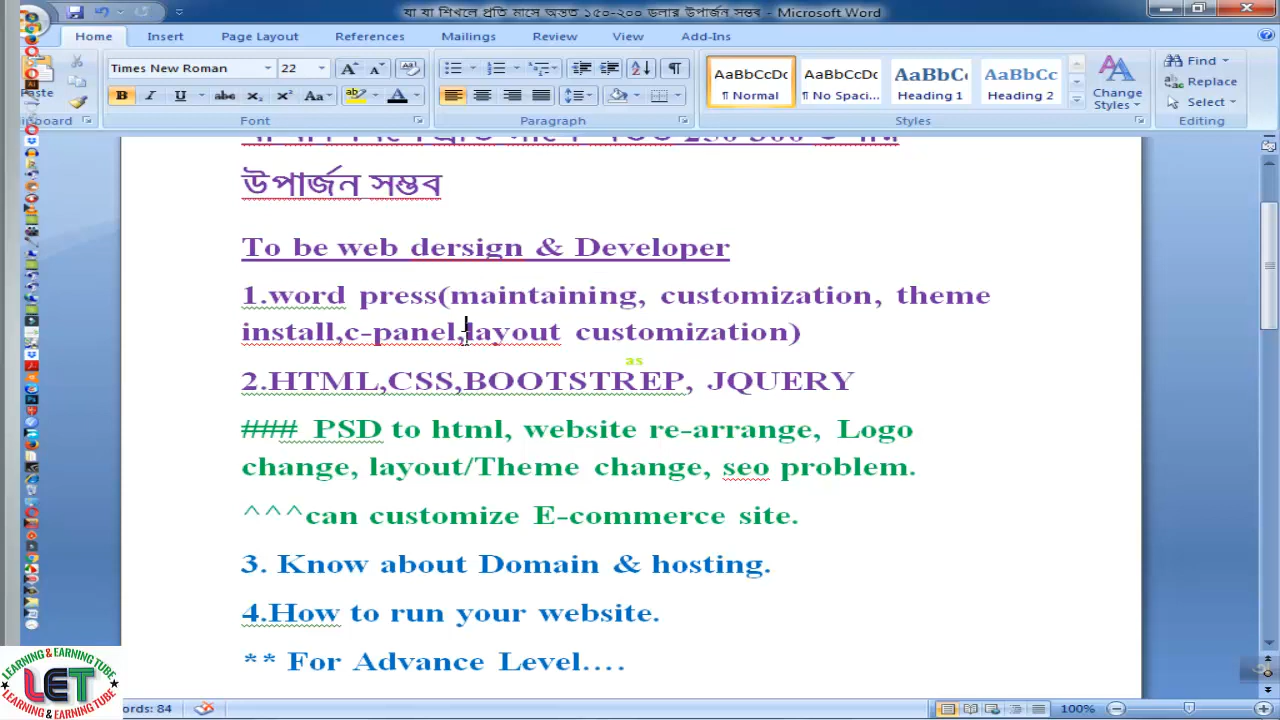 যা যা শিখলে প্রতি মাসে অন্তত ১৫০-২০০ ডলার উপার্জন সম্ভব - Microsoft Word
Home Insert Page Layout References Mailings Review View Add-Ins
Paste
Times New Roman 22
AaBbCcDc AaBbCcDc AaBbCc AaBbCc
¶ Normal ¶ No Spaci... Heading 1 Heading 2
Change Styles
Find
Replace
Select
Font Paragraph Styles Editing
উপার্জন সম্ভব
To be web dersign & Developer
1.word press(maintaining, customization, theme
install,c-panel,layout customization)
as
2.HTML,CSS,BOOTSTREP, JQUERY
### PSD to html, website re-arrange, Logo
change, layout/Theme change, seo problem.
^^^can customize E-commerce site.
3. Know about Domain & hosting.
4.How to run your website.
** For Advance Level....
LEARNING & EARNING TUBE
LET
LEARNING & EARNING TUBE
ords: 84 100%